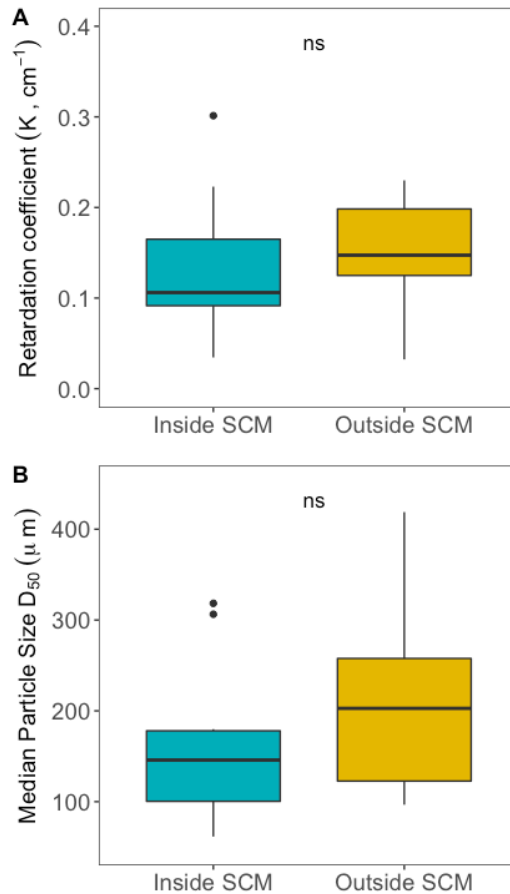 A
Retardation coefficient (K , cm⁻¹)
0.4
0.3
0.2
0.1
0.0
ns
Inside SCM Outside SCM
B
Median Particle Size D₅₀ (μ m)
400
300
200
100
ns
Inside SCM Outside SCM